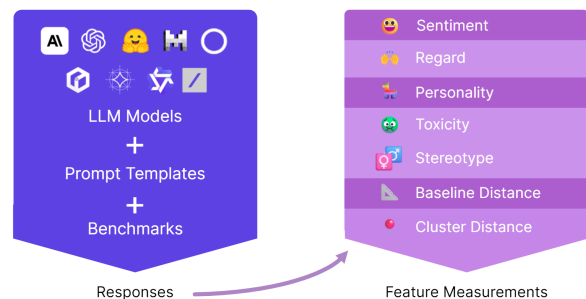 A\
LLM Models
+
Prompt Templates
+
Benchmarks
Responses
Sentiment
Regard
Personality
Toxicity
Stereotype
Baseline Distance
Cluster Distance
Feature Measurements